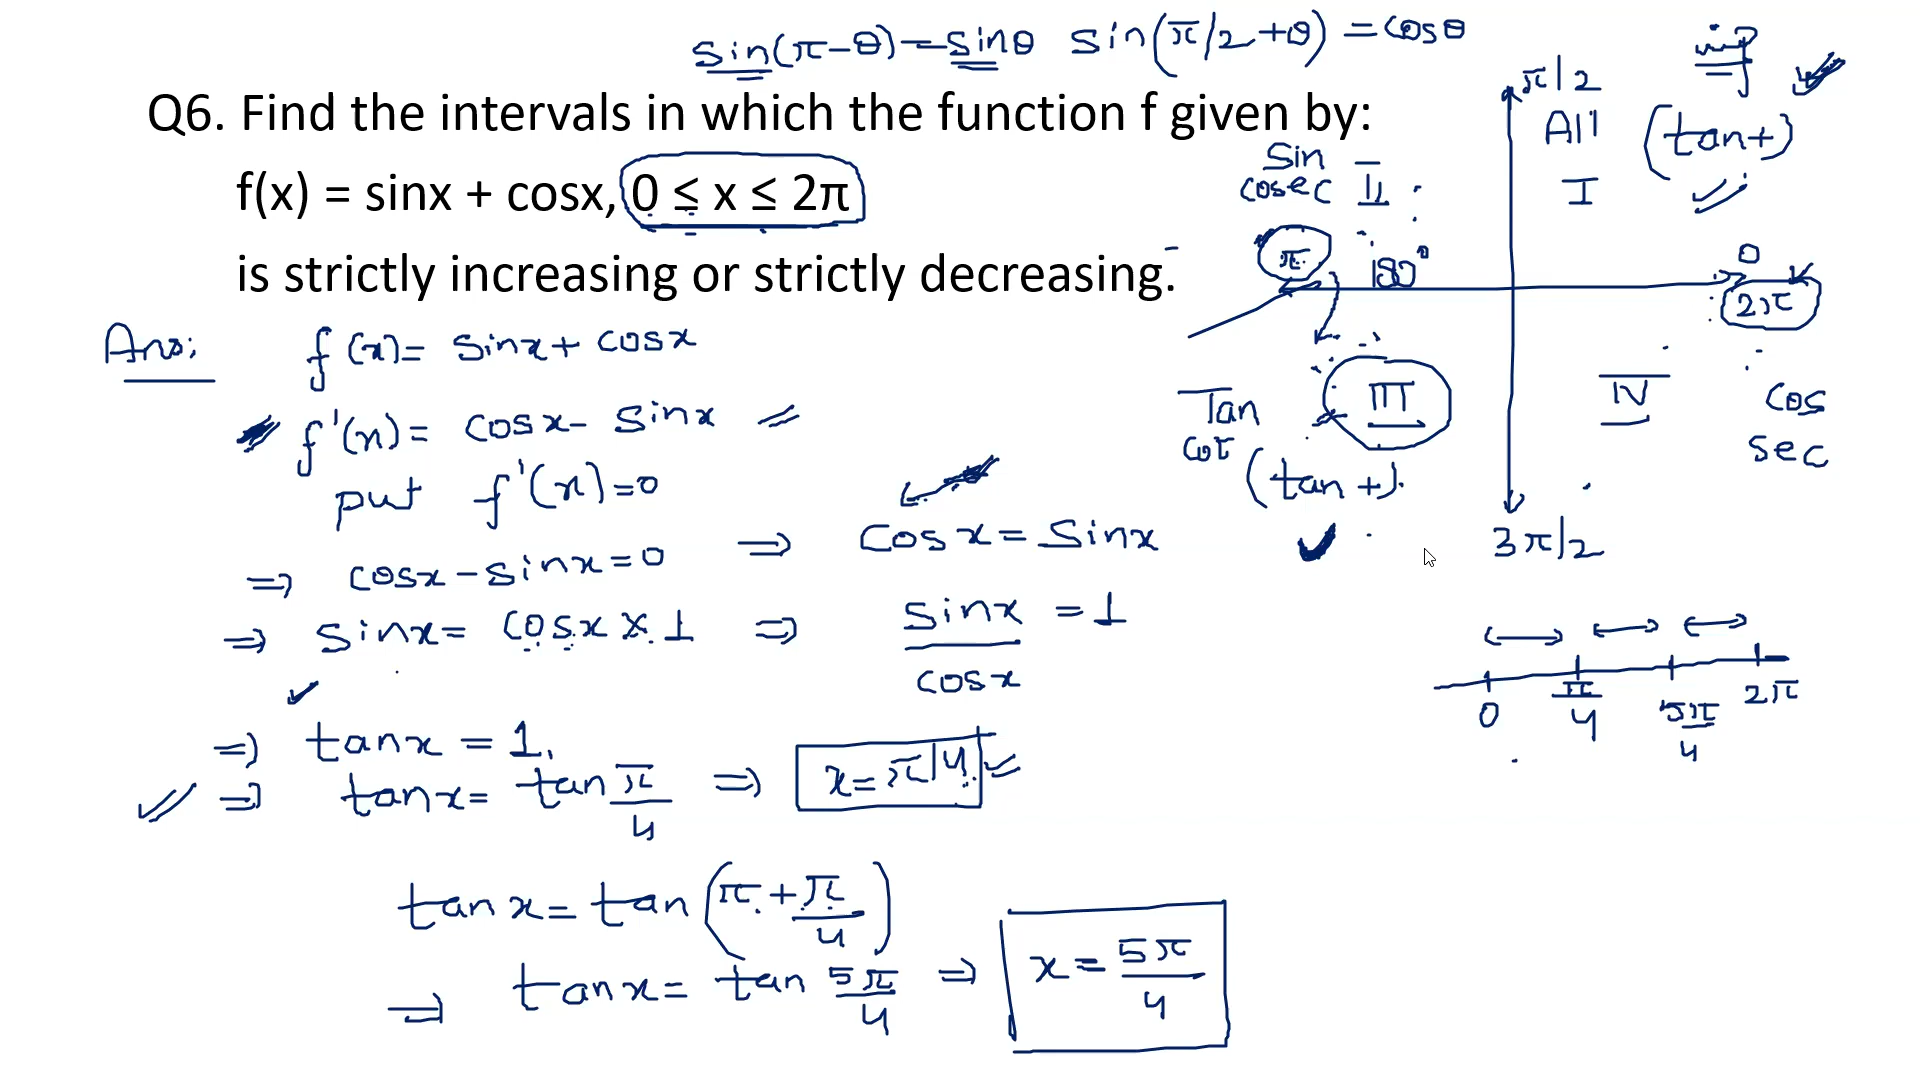 sin(π-θ)=sinθ sin(π/2+θ)=cosθ
Q6. Find the intervals in which the function f given by:
f(x) = sinx + cosx, 0 ≤ x ≤ 2π
is strictly increasing or strictly decreasing.
Ans: f(x)= sinx+ cosx
f'(x)= cosx- sinx
put f'(x)=0
⇒ cosx-sinx=0 ⇒ cosx=sinx
⇒ sinx= cosx×1 ⇒ sinx/cosx =1
⇒ tanx=1,
⇒ tanx= tan π/4 ⇒ x=π/4
tanx= tan(π+π/4)
⇒ tanx= tan 5π/4 ⇒ x= 5π/4
π/2
All (tan+)
I
Sin
cosec II
π 180° 0
2π
Tan III IV cos
cot sec
(tan+)
3π/2
0 π/4 5π/4 2π